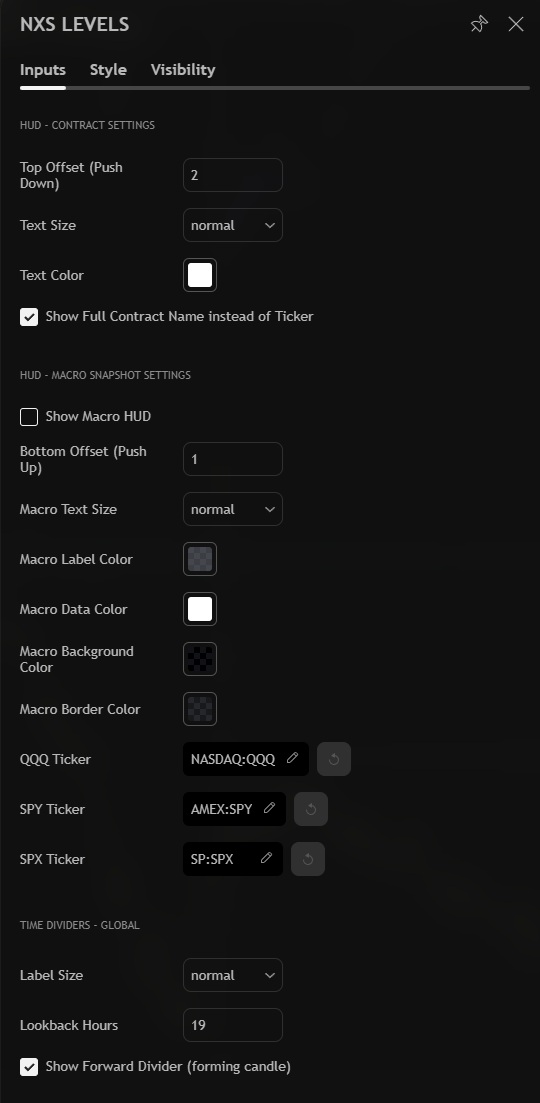 NXS LEVELS
Inputs Style Visibility
HUD - CONTRACT SETTINGS
Top Offset (Push
Down)
2
Text Size
normal
Text Color
Show Full Contract Name instead of Ticker
HUD - MACRO SNAPSHOT SETTINGS
Show Macro HUD
Bottom Offset (Push
Up)
1
Macro Text Size
normal
Macro Label Color
Macro Data Color
Macro Background
Color
Macro Border Color
QQQ Ticker
NASDAQ:QQQ
SPY Ticker
AMEX:SPY
SPX Ticker
SP:SPX
TIME DIVIDERS - GLOBAL
Label Size
normal
Lookback Hours
19
Show Forward Divider (forming candle)